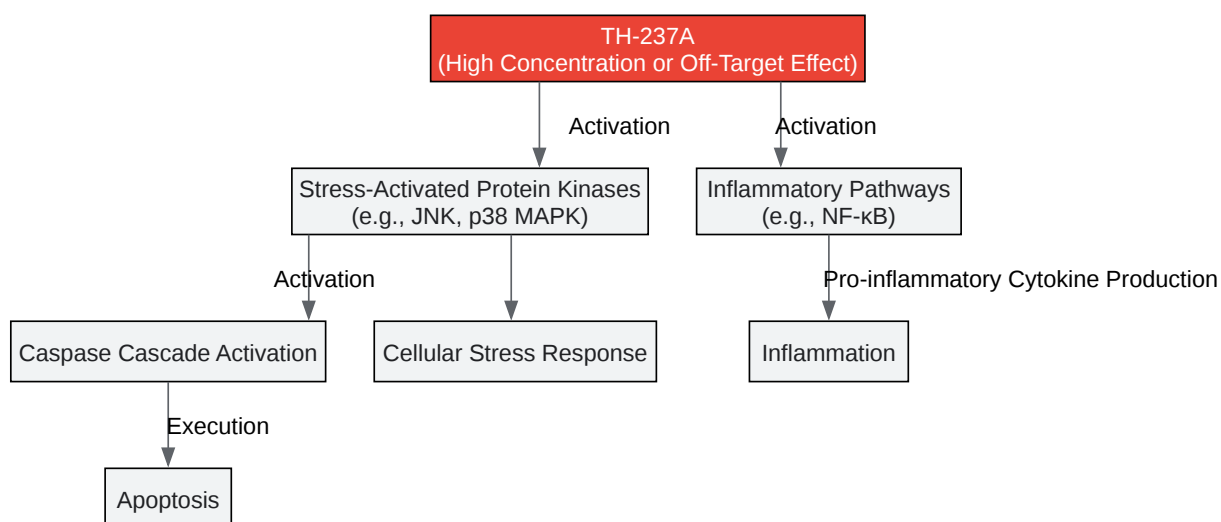 TH-237A
(High Concentration or Off-Target Effect)
Activation
Activation
Stress-Activated Protein Kinases
(e.g., JNK, p38 MAPK)
Inflammatory Pathways
(e.g., NF-κB)
Activation
Pro-inflammatory Cytokine Production
Caspase Cascade Activation
Cellular Stress Response
Inflammation
Execution
Apoptosis